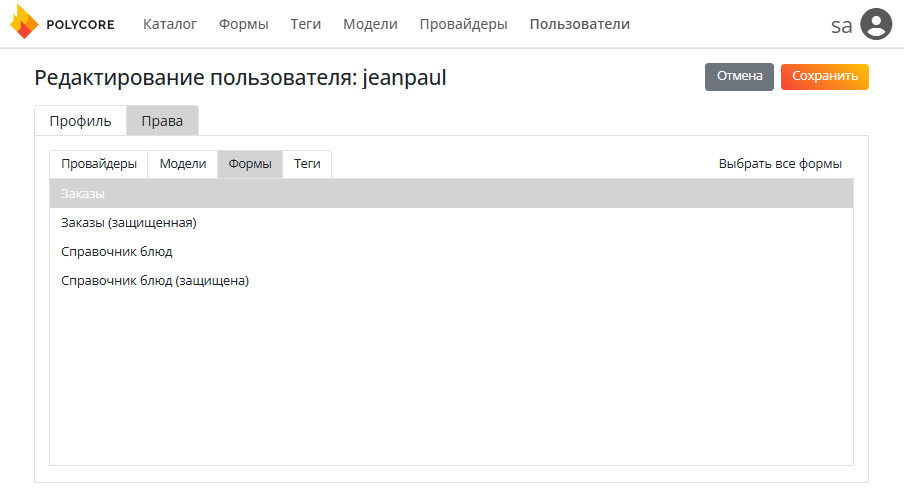 POLYCORE Каталог Формы Теги Модели Провайдеры Пользователи sa
Редактирование пользователя: jeanpaul Отмена Сохранить
Профиль Права
Провайдеры Модели Формы Теги Выбрать все формы
Заказы
Заказы (защищенная)
Справочник блюд
Справочник блюд (защищена)